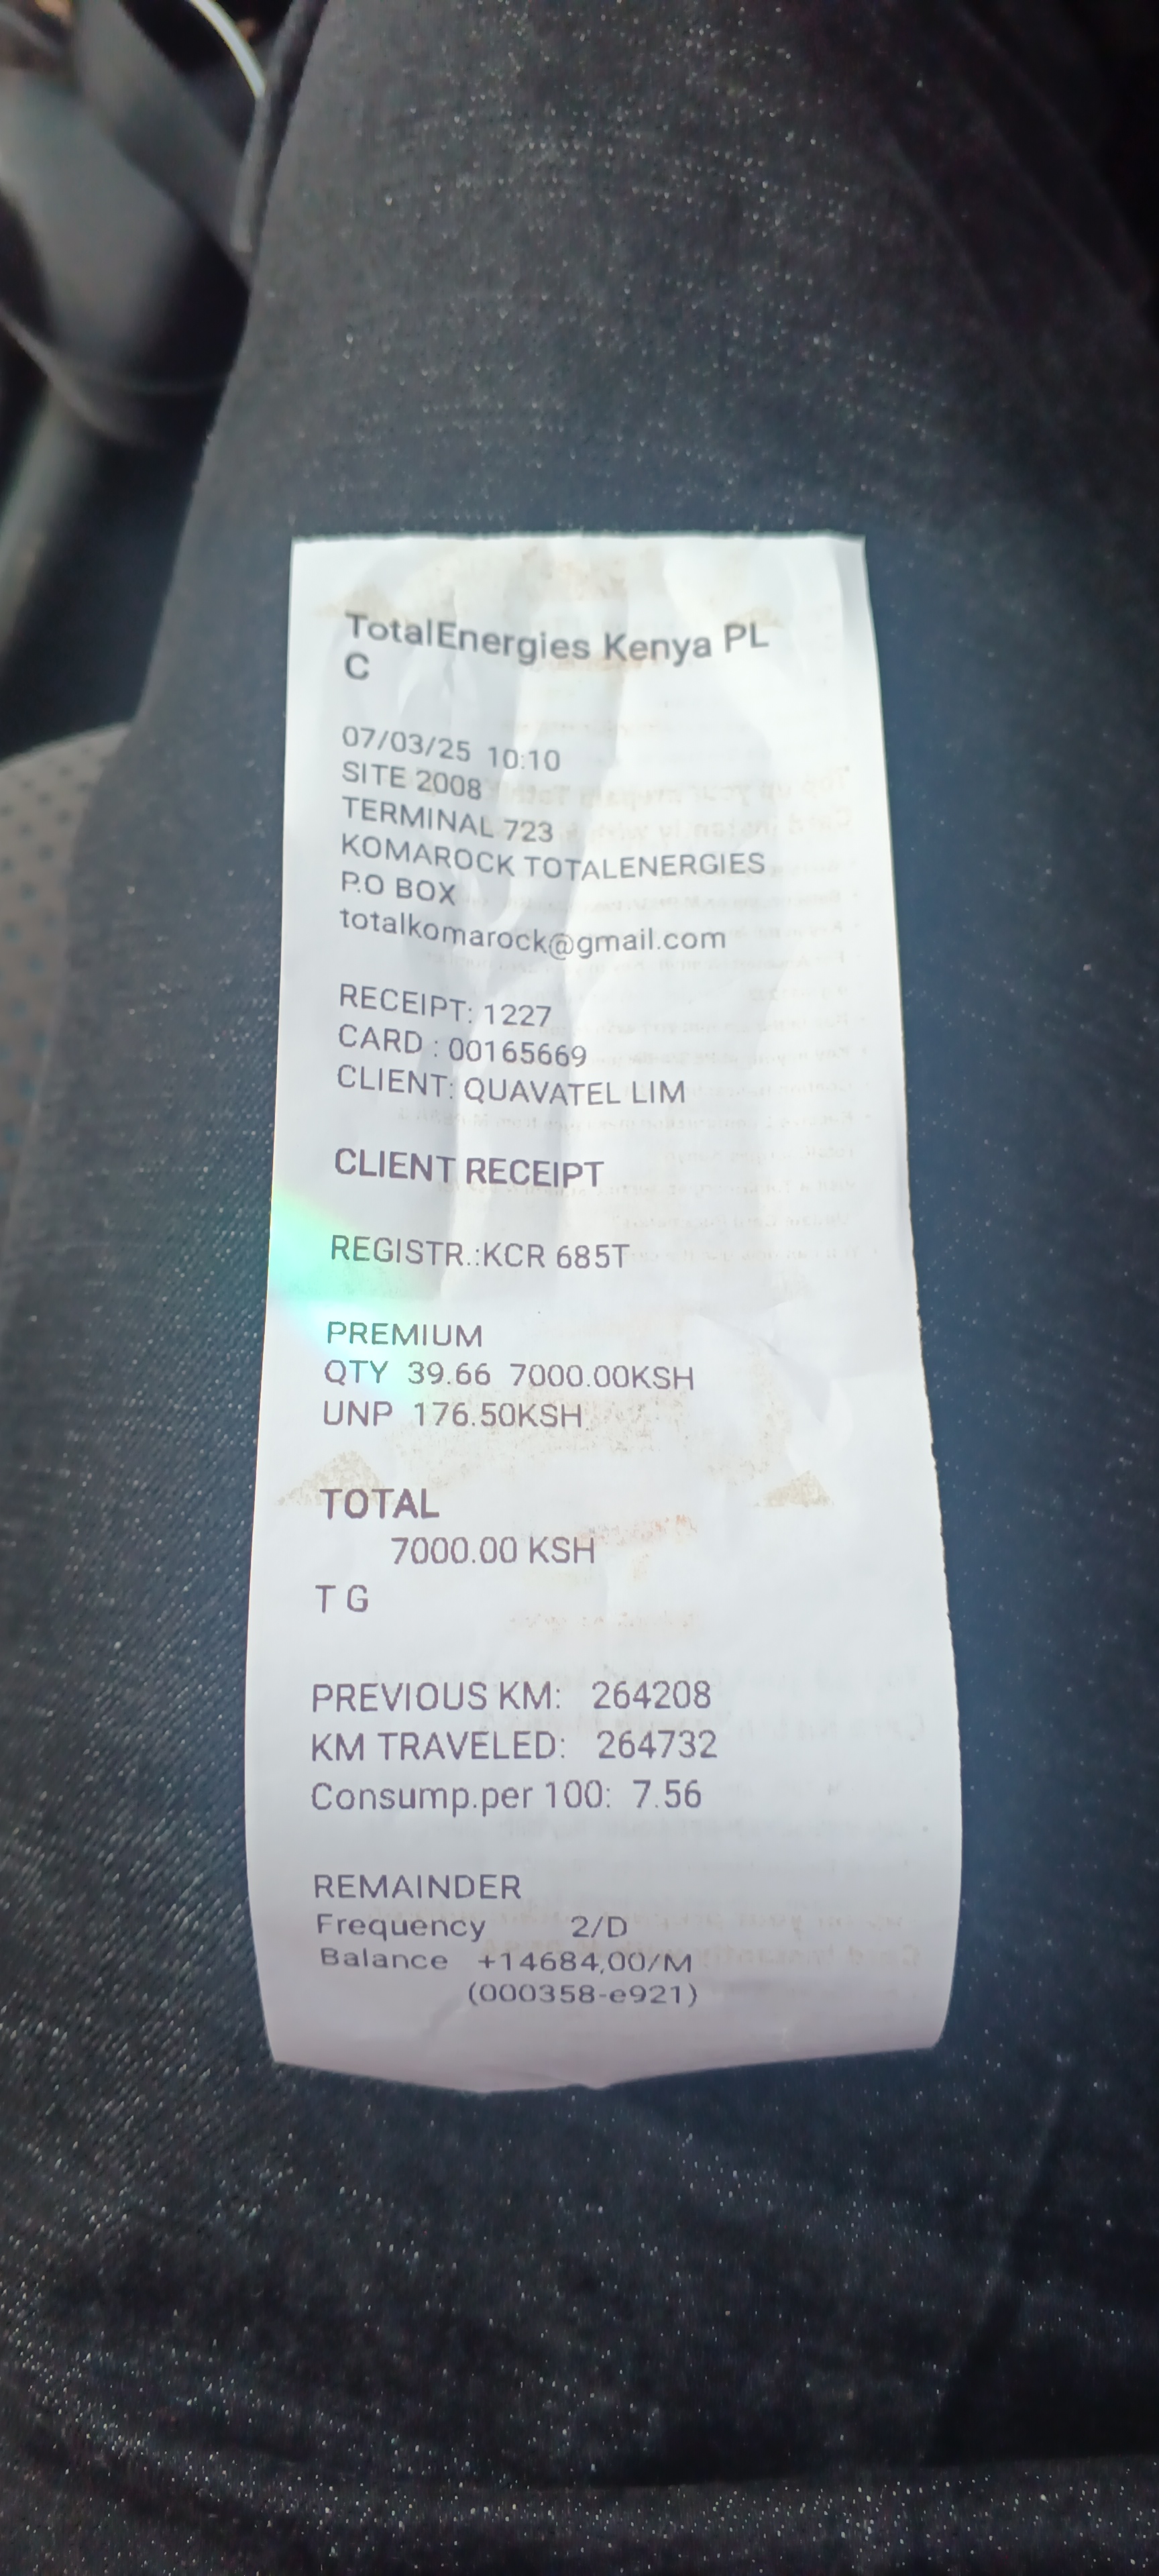 TotalEnergies Kenya PL
C
07/03/25 10:10
SITE 2008
TERMINAL 723
KOMAROCK TOTALENERGIES
P.O BOX
totalkomarock@gmail.com
RECEIPT: 1227
CARD : 00165669
CLIENT: QUAVATEL LIM
CLIENT RECEIPT
REGISTR.:KCR 685T
PREMIUM
QTY 39.66 7000.00KSH
UNP 176.50KSH
TOTAL
7000.00 KSH
T G
PREVIOUS KM: 264208
KM TRAVELED: 264732
Consump.per 100: 7.56
REMAINDER
Frequency 2/D
Balance +14684,00/M
(000358-e921)